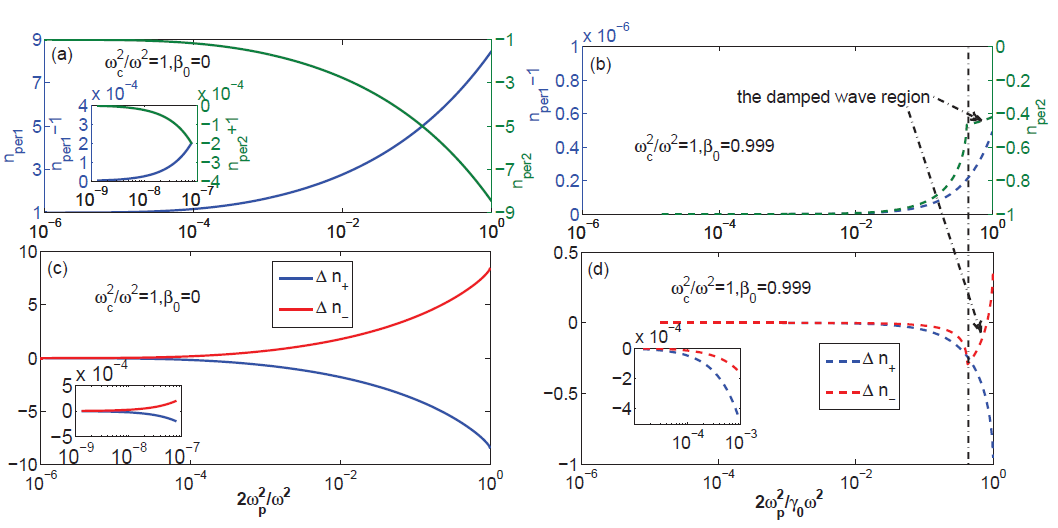 (a)
ω_c^2/ω^2=1,β_0=0
n_per1
9
7
5
3
1
n_per2
−1
−3
−5
−7
−9
10^−6
10^−4
10^−2
10^0
x 10^−4
x 10^−4
n_per1−1
4
3
2
1
0
n_per2+1
0
−1
−2
−3
−4
10^−9
10^−8
10^−7
(b)
x 10^−6
n_per1−1
1
0.8
0.6
0.4
0.2
0
n_per2
0
−0.2
−0.4
−0.6
−0.8
−1
the damped wave region
ω_c^2/ω^2=1,β_0=0.999
10^−6
10^−4
10^−2
10^0
(c)
ω_c^2/ω^2=1,β_0=0
Δ n_+
Δ n_−
10
5
0
−5
−10
x 10^−4
5
0
−5
10^−9
10^−8
10^−7
10^−6
10^−4
10^−2
10^0
2ω_p^2/ω^2
(d)
ω_c^2/ω^2=1,β_0=0.999
0.5
0
−0.5
−1
x 10^−4
0
−2
−4
10^−4
10^−3
Δ n_+
Δ n_−
10^−6
10^−4
10^−2
10^0
2ω_p^2/γ_0ω^2